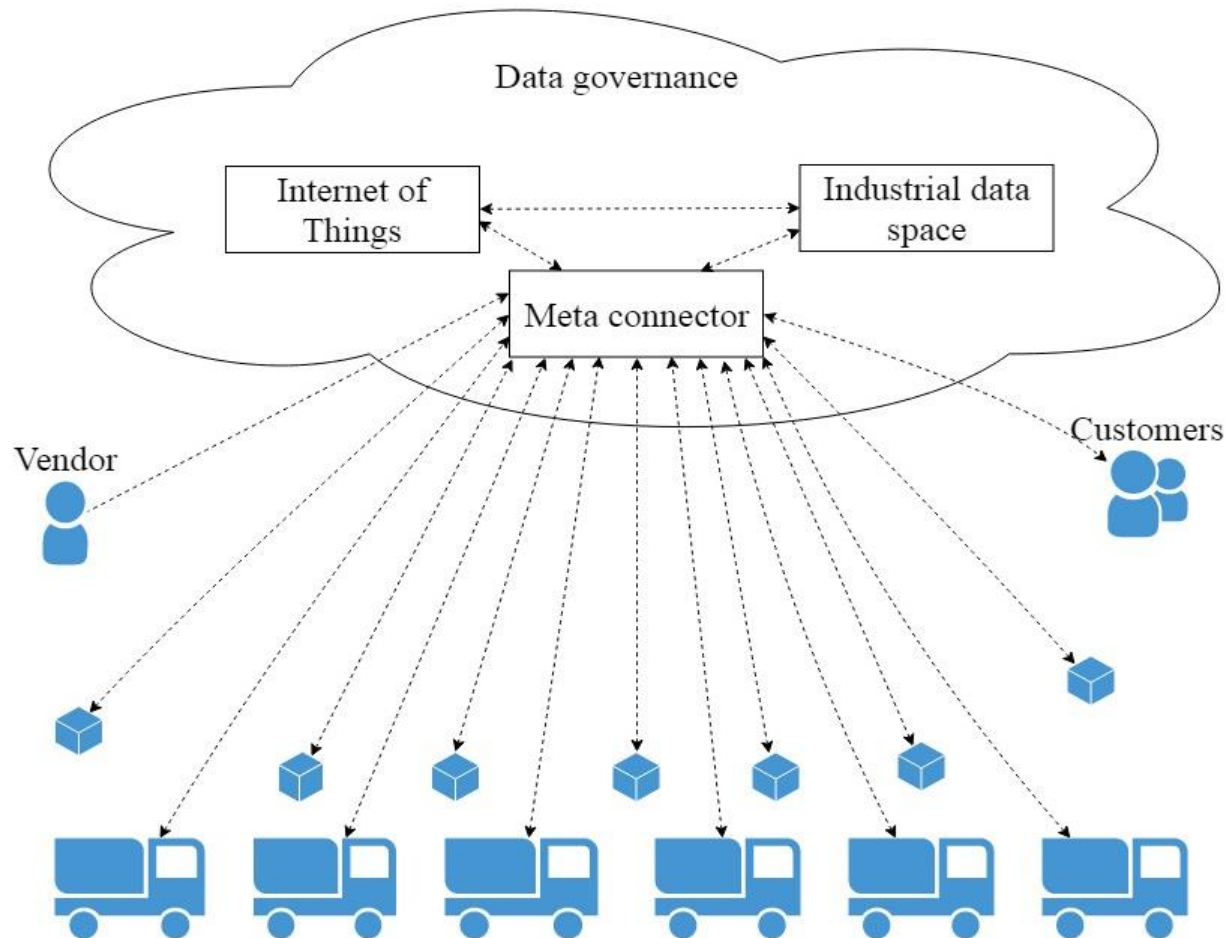 Data governance
Internet of
Things
Industrial data
space
Meta connector
Vendor
Customers